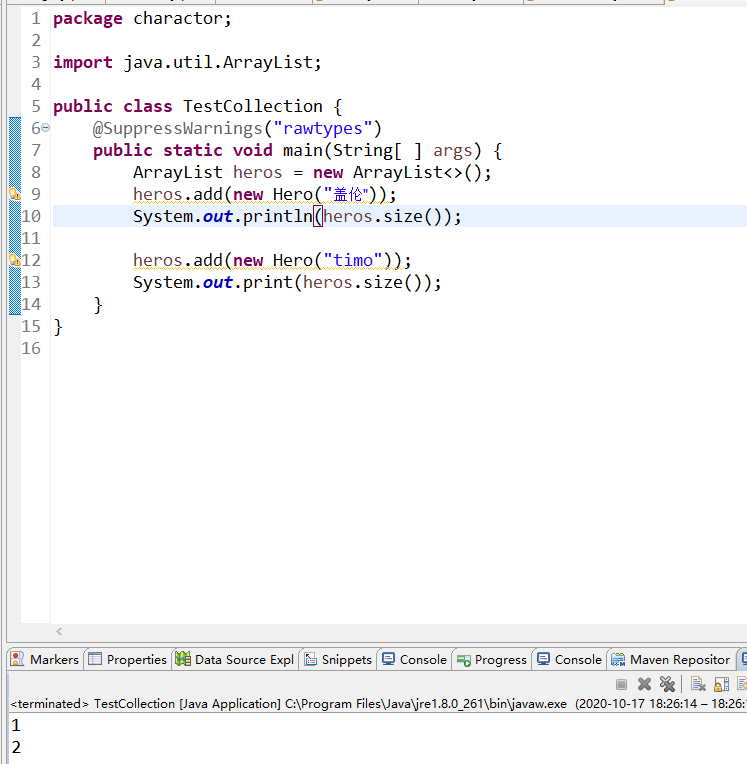 1 package charactor;
2
3 import java.util.ArrayList;
4
5 public class TestCollection {
6 @SuppressWarnings("rawtypes")
7 public static void main(String[ ] args) {
8 ArrayList heros = new ArrayList<>();
9 heros.add(new Hero("盖伦"));
10 System.out.println(heros.size());
11
12 heros.add(new Hero("timo"));
13 System.out.print(heros.size());
14 }
15 }
16
Markers Properties Data Source Expl Snippets Console Progress Console Maven Repositor
<terminated> TestCollection [Java Application] C:\Program Files\Java\jre1.8.0_261\bin\javaw.exe (2020-10-17 18:26:14 – 18:26:
1
2